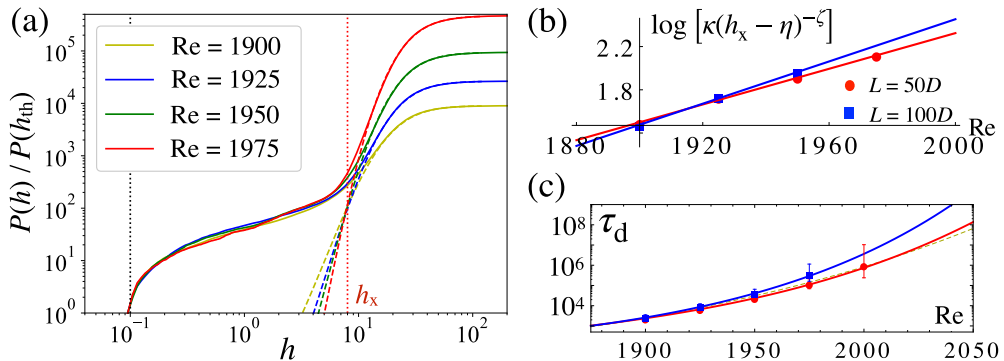 (a)
P(h) / P(h_th)
10^5
10^4
10^3
10^2
10^1
10^0
Re = 1900
Re = 1925
Re = 1950
Re = 1975
h_x
10^−1
10^0
10^1
10^2
h
(b)
log [κ(h_x − η)^−ζ]
2.2
1.8
L = 50D
L = 100D
Re
1880
1920
1960
2000
(c)
τ_d
10^8
10^6
10^4
Re
1900
1950
2000
2050